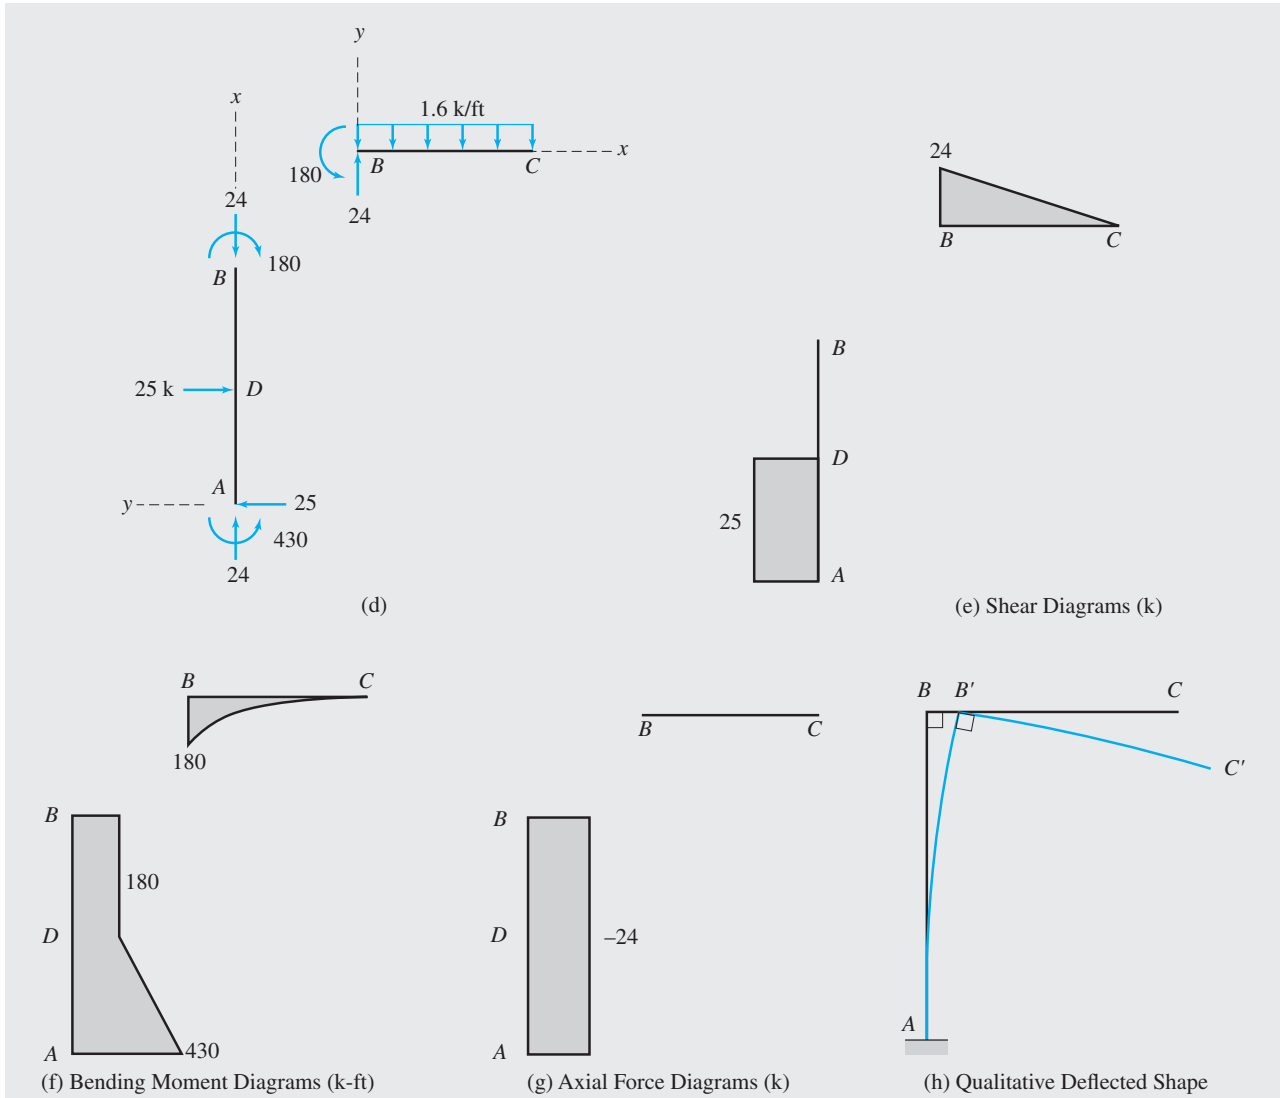 y
x
1.6 k/ft
B
C
x
180
24
24
180
B
25 k
D
A
y
25
430
24
(d)
24
B
C
B
D
25
A
(e) Shear Diagrams (k)
B
C
180
B
180
D
A
430
(f) Bending Moment Diagrams (k-ft)
B
C
B
D
–24
A
(g) Axial Force Diagrams (k)
B
B'
C
C'
A
(h) Qualitative Deflected Shape